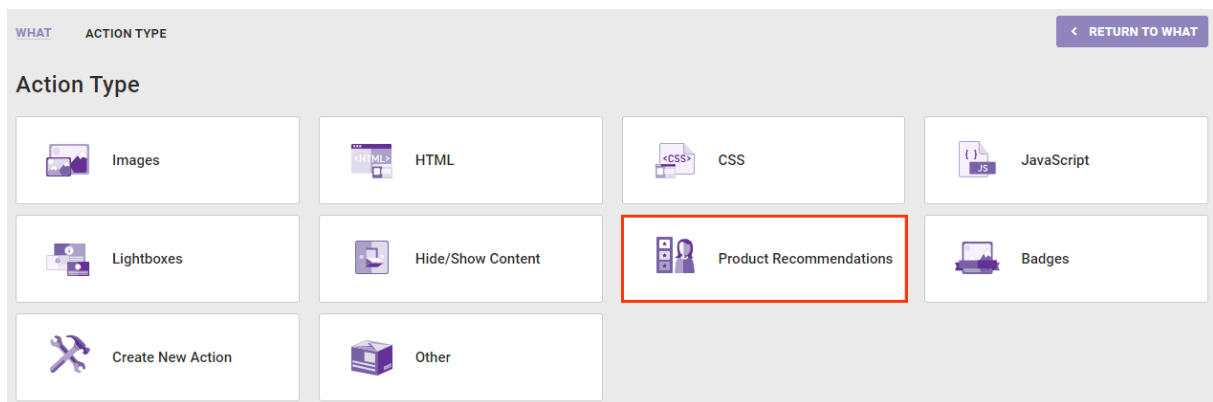 WHAT ACTION TYPE < RETURN TO WHAT
Action Type
Images <HTML> HTML <CSS> CSS { } JS JavaScript
Lightboxes Hide/Show Content Product Recommendations Badges
Create New Action Other